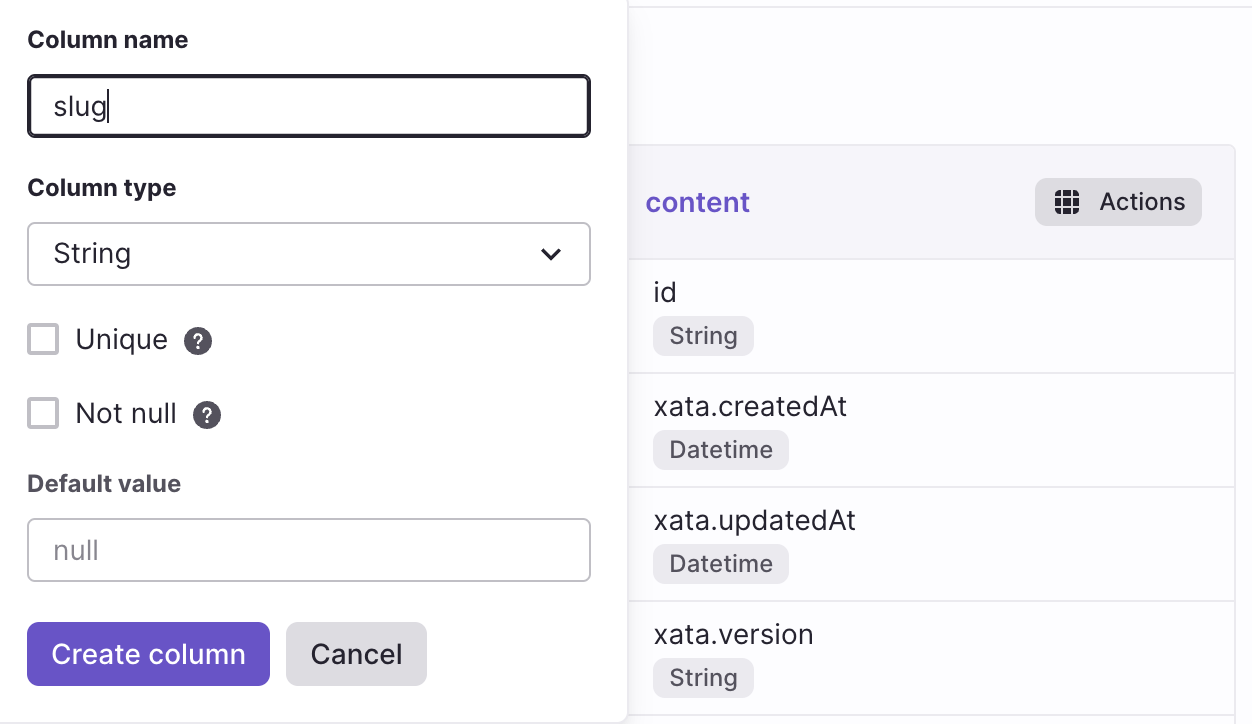 Column name
slug
Column type
String
Unique ?
Not null ?
Default value
null
Create column
Cancel
content
Actions
id
String
xata.createdAt
Datetime
xata.updatedAt
Datetime
xata.version
String